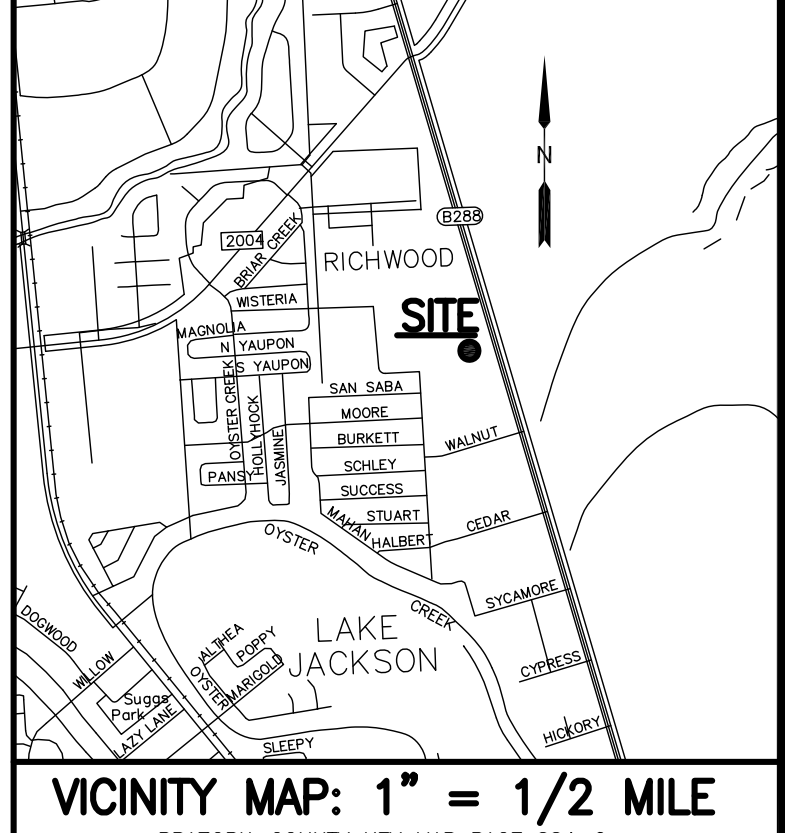 N
B288
2004
BRIAR CREEK
RICHWOOD
WISTERIA
SITE
MAGNOLIA
N YAUPON
S YAUPON
OYSTER CREEK
HOLLYHOCK
JASMINE
PANSY
SAN SABA
MOORE
BURKETT
WALNUT
SCHLEY
SUCCESS
MAHAN
STUART
CEDAR
HALBERT
OYSTER
CREEK
SYCAMORE
DOGWOOD
LAKE
JACKSON
ALTHEA
POPPY
WILLOW
OYSTER
MARIGOLD
CYPRESS
Sugas
Park
LAZY LANE
HICKORY
SLEEPY
VICINITY MAP: 1” = 1/2 MILE